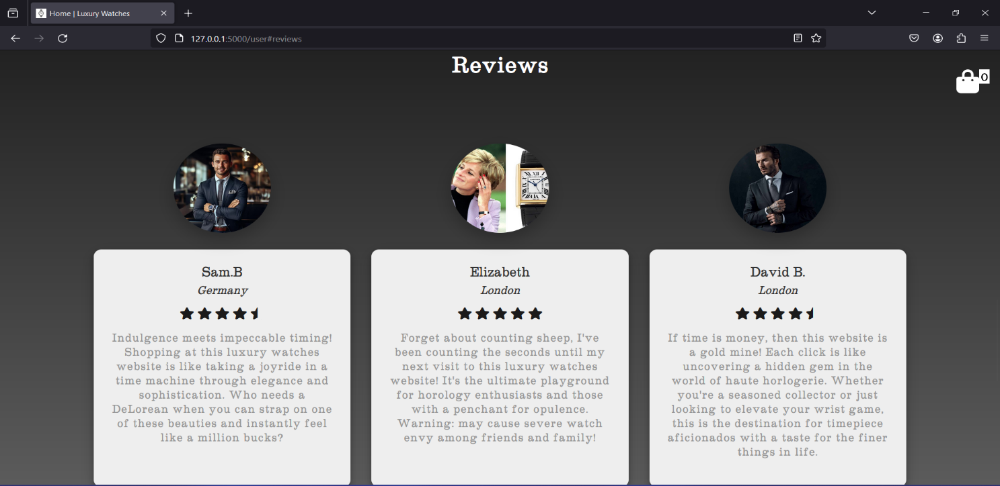 Home | Luxury Watches
127.0.0.1:5000/user#reviews
Reviews
0
Sam.B
Germany
Indulgence meets impeccable timing!
Shopping at this luxury watches
website is like taking a joyride in a
time machine through elegance and
sophistication. Who needs a
DeLorean when you can strap on one
of these beauties and instantly feel
like a million bucks?
Elizabeth
London
Forget about counting sheep, I've
been counting the seconds until my
next visit to this luxury watches
website! It's the ultimate playground
for horology enthusiasts and those
with a penchant for opulence.
Warning: may cause severe watch
envy among friends and family!
David B.
London
If time is money, then this website is
a gold mine! Each click is like
uncovering a hidden gem in the
world of haute horlogerie. Whether
you're a seasoned collector or just
looking to elevate your wrist game,
this is the destination for timepiece
aficionados with a taste for the finer
things in life.